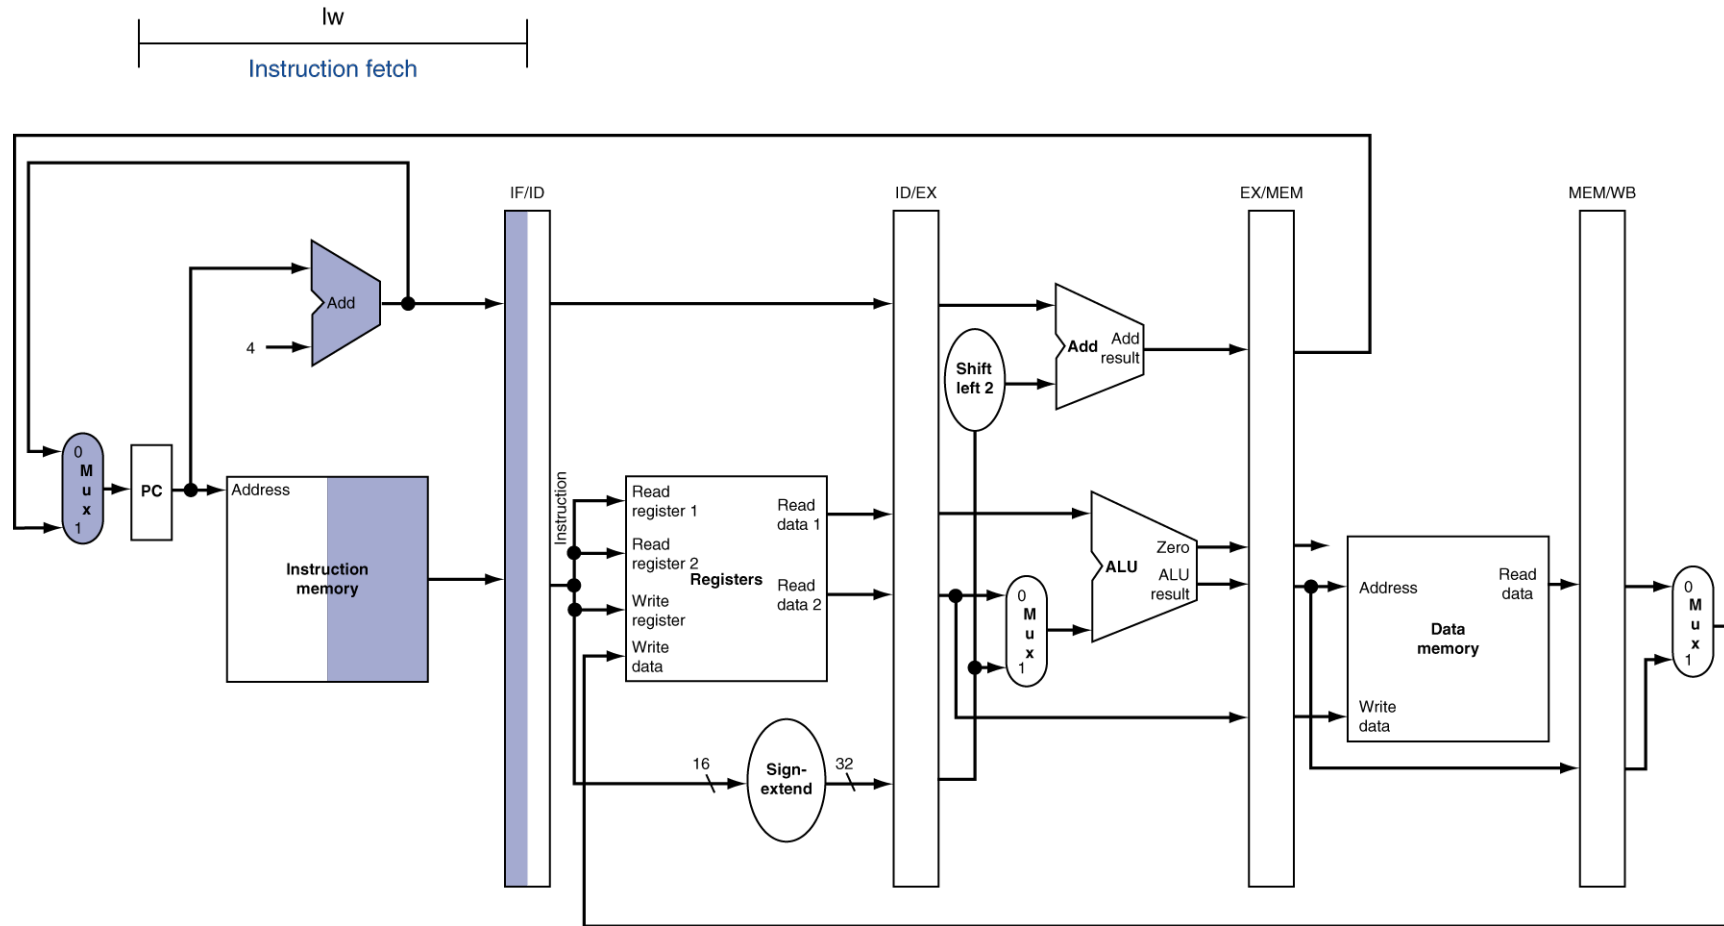 lw
Instruction fetch
IF/ID
ID/EX
EX/MEM
MEM/WB
Add
4
Shift
left 2
Add
Add
result
0
M
u
x
1
PC
Address
Instruction
memory
Instruction
Read
register 1
Read
register 2
Write
register
Write
data
Registers
Read
data 1
Read
data 2
16
Sign-
extend
32
0
M
u
x
1
ALU
Zero
ALU
result
Address
Write
data
Data
memory
Read
data
0
M
u
x
1